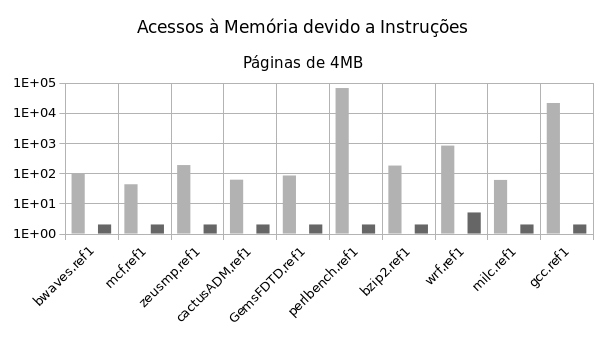 Acessos à Memória devido a Instruções
Páginas de 4MB
1E+05
1E+04
1E+03
1E+02
1E+01
1E+00
bwaves.ref1
mcf.ref1
zeusmp.ref1
cactusADM.ref1
GemsFDTD.ref1
perlbench.ref1
bzip2.ref1
wrf.ref1
milc.ref1
gcc.ref1